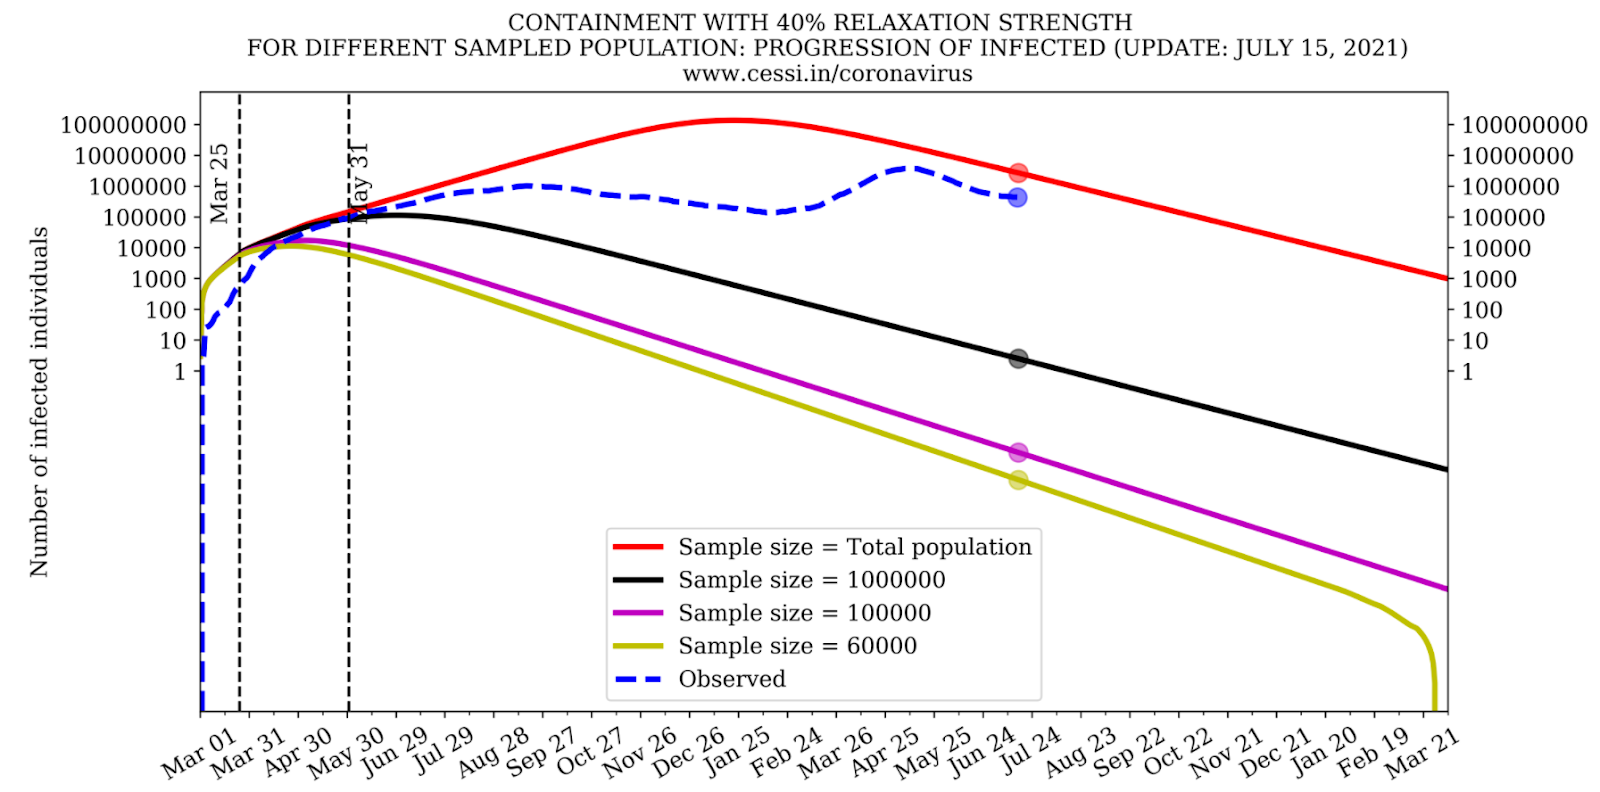 CONTAINMENT WITH 40% RELAXATION STRENGTH
FOR DIFFERENT SAMPLED POPULATION: PROGRESSION OF INFECTED (UPDATE: JULY 15, 2021)
www.cessi.in/coronavirus
Number of infected individuals
100000000
10000000
1000000
100000
10000
1000
100
10
1
Mar 25
May 31
100000000
10000000
1000000
100000
10000
1000
100
10
1
Sample size = Total population
Sample size = 1000000
Sample size = 100000
Sample size = 60000
Observed
Mar 01
Mar 31
Apr 30
May 30
Jun 29
Jul 29
Aug 28
Sep 27
Oct 27
Nov 26
Dec 26
Jan 25
Feb 24
Mar 26
Apr 25
May 25
Jun 24
Jul 24
Aug 23
Sep 22
Oct 22
Nov 21
Dec 21
Jan 20
Feb 19
Mar 21